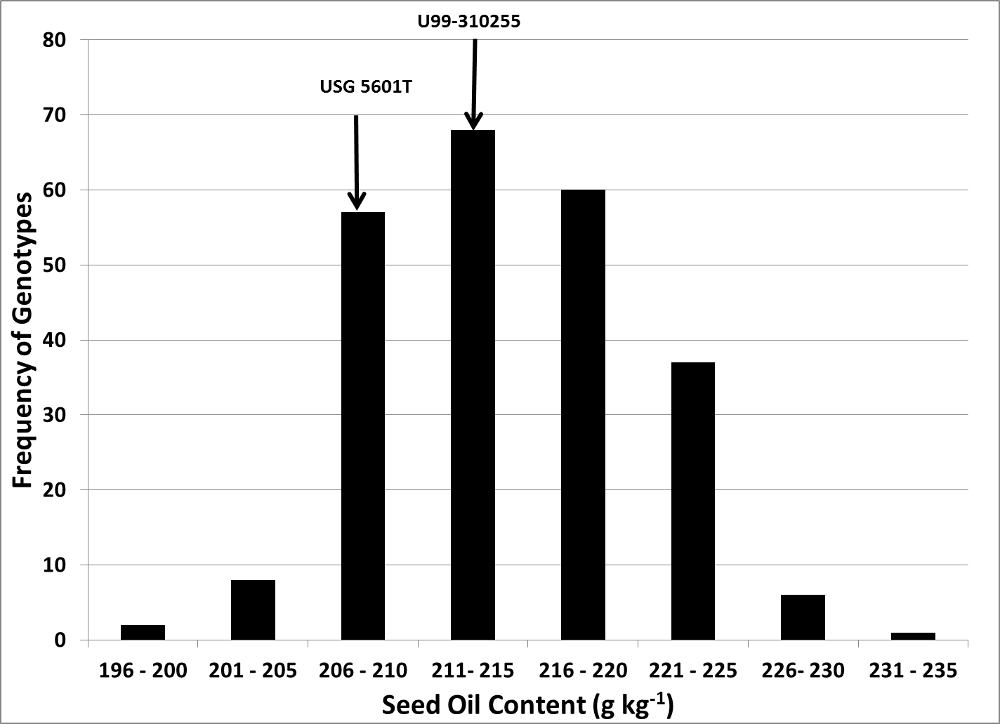 U99-310255
USG 5601T
80
70
60
50
40
30
20
10
0
Frequency of Genotypes
196 - 200 201 - 205 206 - 210 211- 215 216 - 220 221 - 225 226- 230 231 - 235
Seed Oil Content (g kg-1)